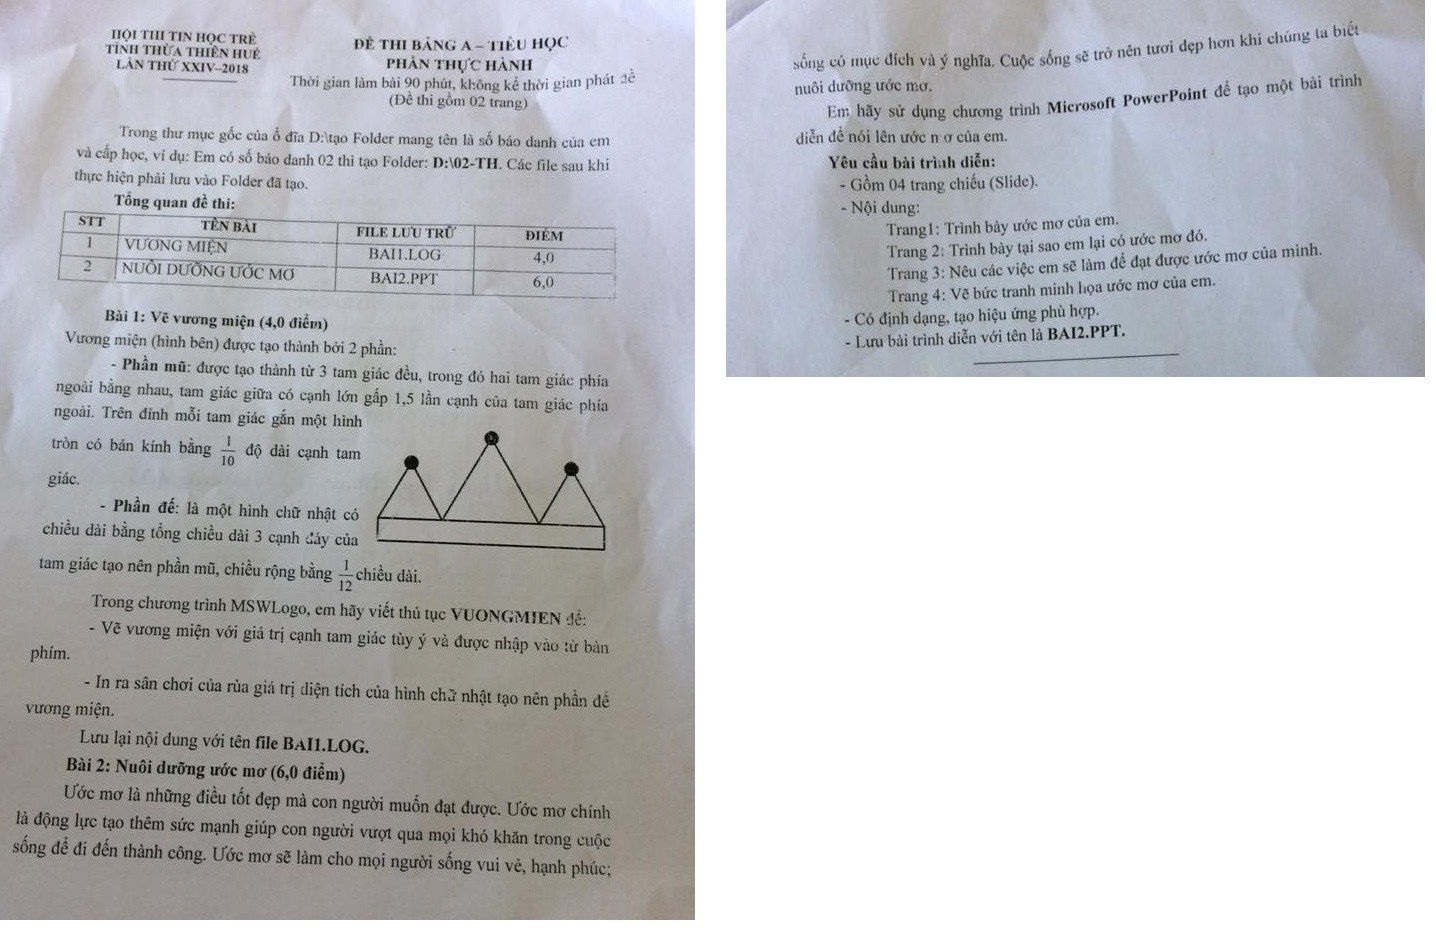 HỘI THI TIN HỌC TRẺ
TỈNH THỪA THIÊN HUẾ
LẦN THỨ XXIV–2018
ĐỀ THI BẢNG A – TIỂU HỌC
PHẦN THỰC HÀNH
Thời gian làm bài 90 phút, không kể thời gian phát đề
(Đề thi gồm 02 trang)
Trong thư mục gốc của ổ đĩa D:\tạo Folder mang tên là số báo danh của em
và cấp học, ví dụ: Em có số báo danh 02 thì tạo Folder: D:\02-TH. Các file sau khi
thực hiện phải lưu vào Folder đã tạo.
Tổng quan đề thi:
STT TÊN BÀI FILE LƯU TRỮ ĐIỂM
1 VƯƠNG MIỆN BAI1.LOG 4,0
2 NUÔI DƯỠNG ƯỚC MƠ BAI2.PPT 6,0
Bài 1: Vẽ vương miện (4,0 điểm)
Vương miện (hình bên) được tạo thành bởi 2 phần:
- Phần mũ: được tạo thành từ 3 tam giác đều, trong đó hai tam giác phía
ngoài bằng nhau, tam giác giữa có cạnh lớn gấp 1,5 lần cạnh của tam giác phía
ngoài. Trên đỉnh mỗi tam giác gắn một hình
tròn có bán kính bằng 1/10 độ dài cạnh tam
giác.
- Phần đế: là một hình chữ nhật có
chiều dài bằng tổng chiều dài 3 cạnh đáy của
tam giác tạo nên phần mũ, chiều rộng bằng 1/12 chiều dài.
Trong chương trình MSWLogo, em hãy viết thủ tục VUONGMIEN để:
- Vẽ vương miện với giá trị cạnh tam giác tùy ý và được nhập vào từ bàn
phím.
- In ra sân chơi của rùa giá trị diện tích của hình chữ nhật tạo nên phần đế
vương miện.
Lưu lại nội dung với tên file BAI1.LOG.
Bài 2: Nuôi dưỡng ước mơ (6,0 điểm)
Ước mơ là những điều tốt đẹp mà con người muốn đạt được. Ước mơ chính
là động lực tạo thêm sức mạnh giúp con người vượt qua mọi khó khăn trong cuộc
sống để đi đến thành công. Ước mơ sẽ làm cho mọi người sống vui vẻ, hạnh phúc;
sống có mục đích và ý nghĩa. Cuộc sống sẽ trở nên tươi đẹp hơn khi chúng ta biết
nuôi dưỡng ước mơ.
Em hãy sử dụng chương trình Microsoft PowerPoint để tạo một bài trình
diễn để nói lên ước mơ của em.
Yêu cầu bài trình diễn:
- Gồm 04 trang chiếu (Slide).
- Nội dung:
Trang1: Trình bày ước mơ của em.
Trang 2: Trình bày tại sao em lại có ước mơ đó.
Trang 3: Nêu các việc em sẽ làm để đạt được ước mơ của mình.
Trang 4: Vẽ bức tranh minh họa ước mơ của em.
- Có định dạng, tạo hiệu ứng phù hợp.
- Lưu bài trình diễn với tên là BAI2.PPT.